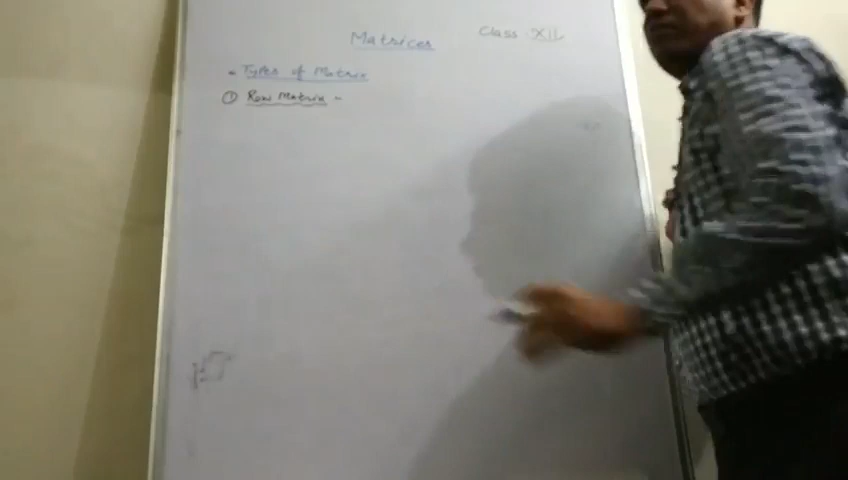 Matrices Class XII
- Types of Matrix
① Row Matrix -